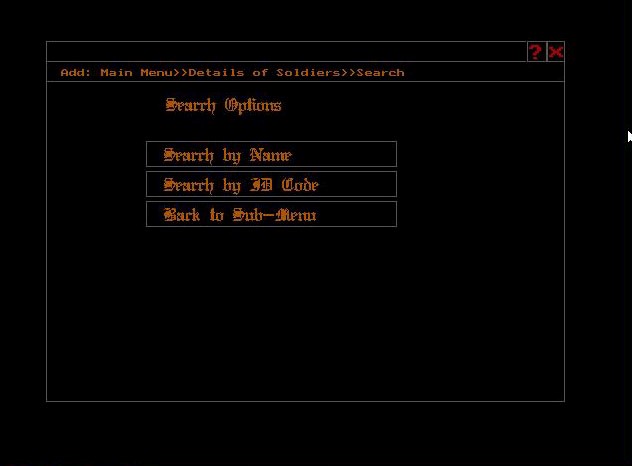 ? X
Add: Main Menu>>Details of Soldiers>>Search
Search Options
Search by Name
Search by ID Code
Back to Sub-Menu